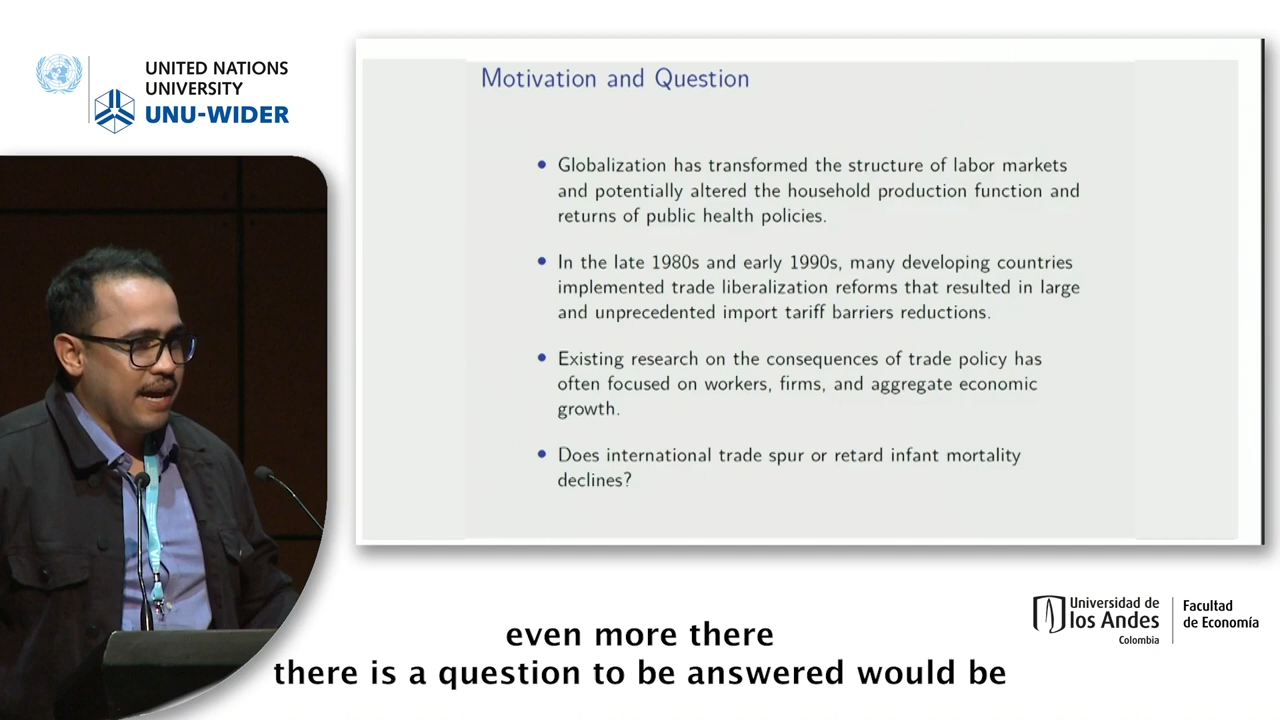 UNITED NATIONS
UNIVERSITY
UNU-WIDER
Motivation and Question
• Globalization has transformed the structure of labor markets
and potentially altered the household production function and
returns of public health policies.
• In the late 1980s and early 1990s, many developing countries
implemented trade liberalization reforms that resulted in large
and unprecedented import tariff barriers reductions.
• Existing research on the consequences of trade policy has
often focused on workers, firms, and aggregate economic
growth.
• Does international trade spur or retard infant mortality
declines?
Universidad de
los Andes
Colombia
Facultad
de Economía
even more there
there is a question to be answered would be